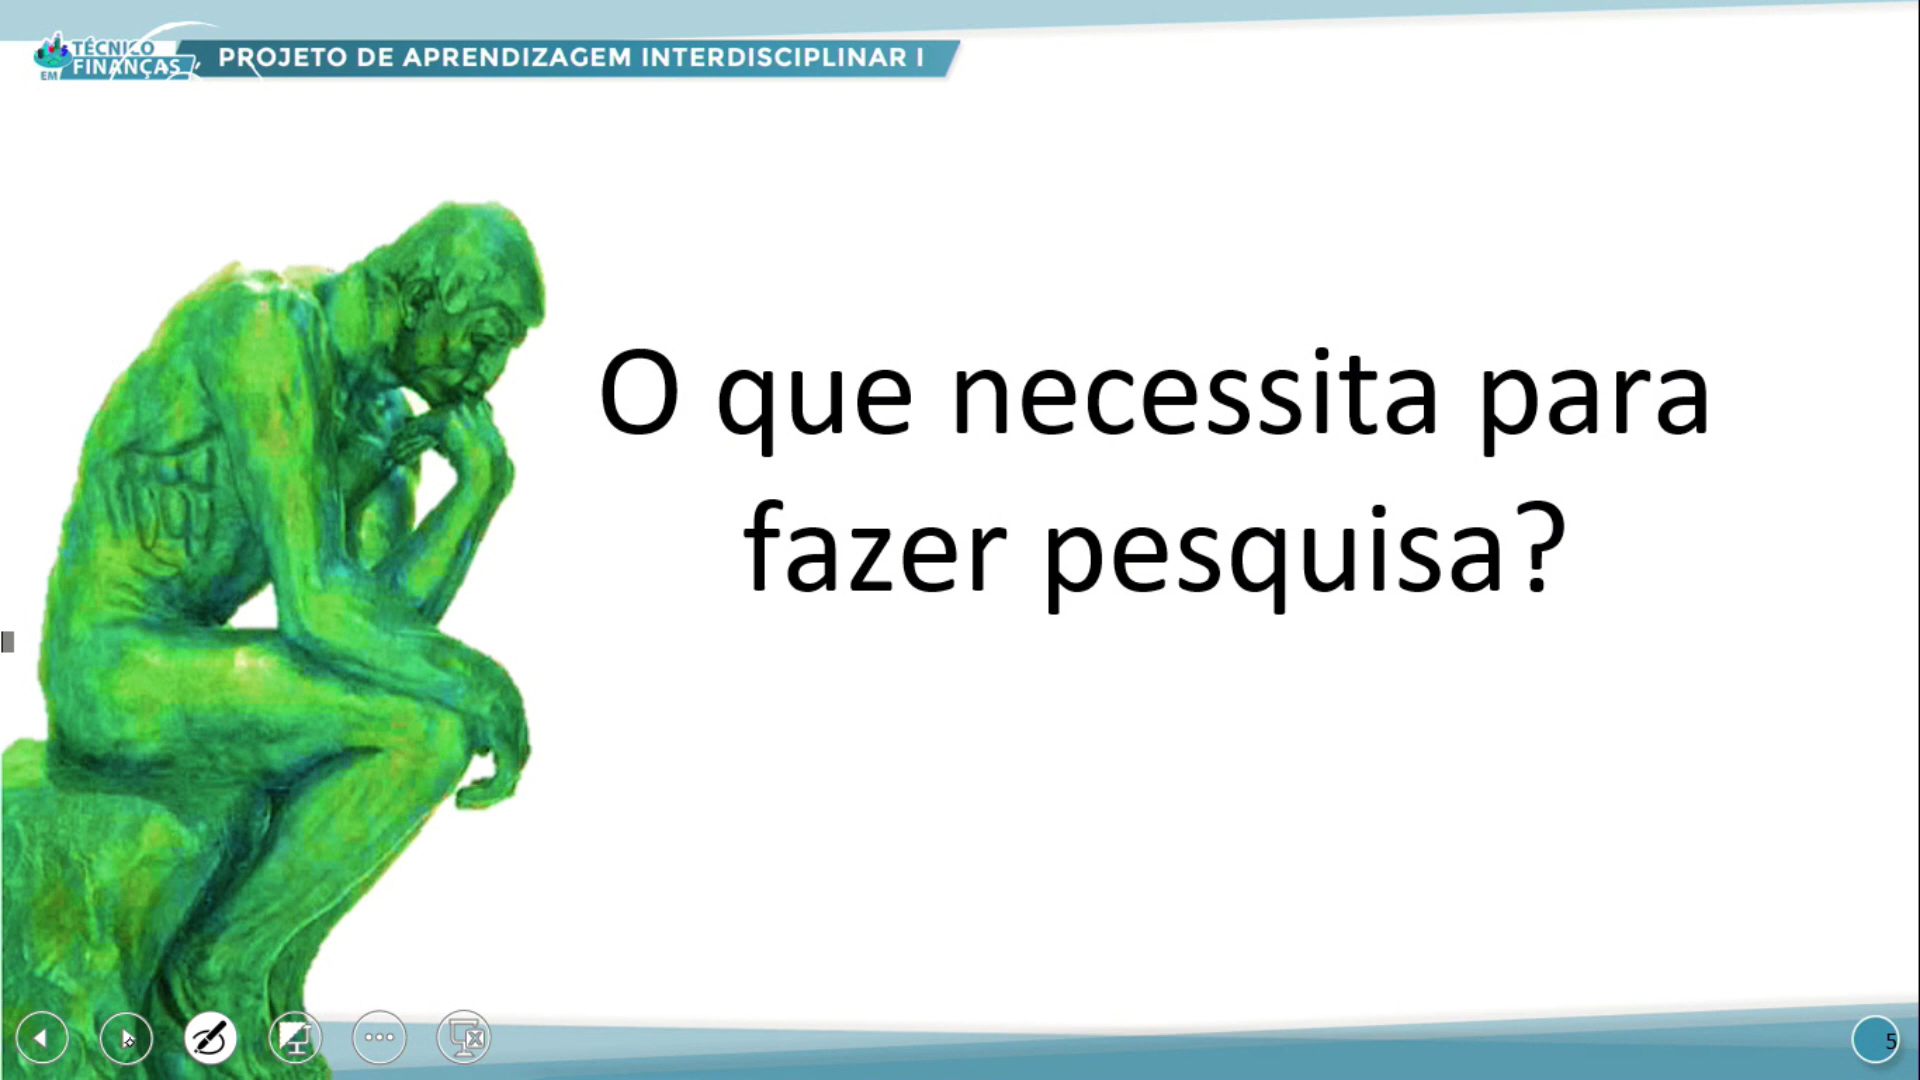 TÉCNICO
EM FINANÇAS
PROJETO DE APRENDIZAGEM INTERDISCIPLINAR I
O que necessita para
fazer pesquisa?
5